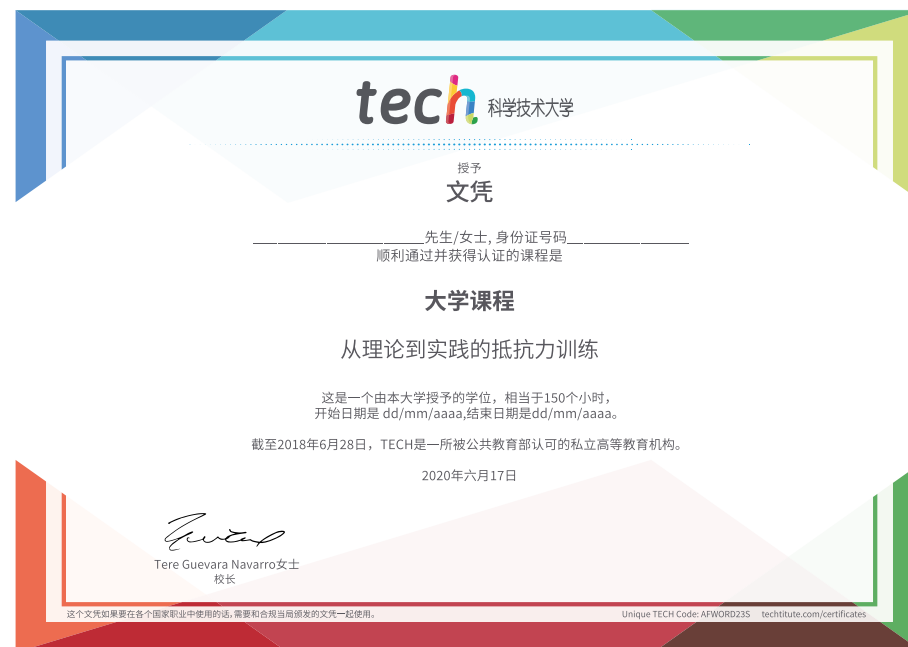 tech 科学技术大学
授予
文凭
______________________先生/女士, 身份证号码________________
顺利通过并获得认证的课程是
大学课程
从理论到实践的抵抗力训练
这是一个由本大学授予的学位，相当于150个小时，
开始日期是 dd/mm/aaaa,结束日期是dd/mm/aaaa。
截至2018年6月28日，TECH是一所被公共教育部认可的私立高等教育机构。
2020年六月17日
Tere Guevara Navarro女士
校长
这个文凭如果要在各个国家职业中使用的话,需要和合规当局颁发的文凭一起使用。
Unique TECH Code: AFWORD23S techtitute.com/certificates